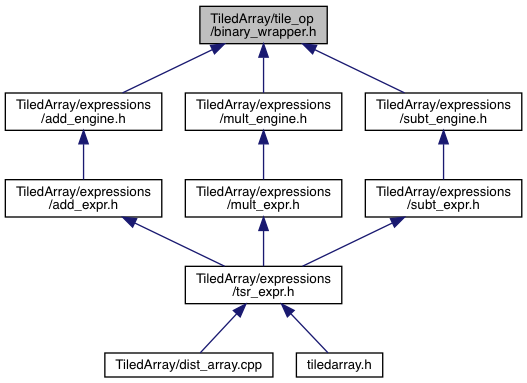 TiledArray/tile_op
/binary_wrapper.h
TiledArray/expressions
/add_engine.h
TiledArray/expressions
/mult_engine.h
TiledArray/expressions
/subt_engine.h
TiledArray/expressions
/add_expr.h
TiledArray/expressions
/mult_expr.h
TiledArray/expressions
/subt_expr.h
TiledArray/expressions
/tsr_expr.h
TiledArray/dist_array.cpp
tiledarray.h